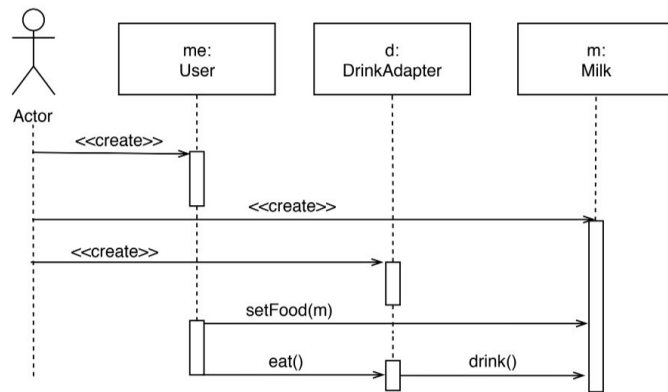 me:
User
d:
DrinkAdapter
m:
Milk
Actor
<<create>>
<<create>>
<<create>>
setFood(m)
eat()
drink()